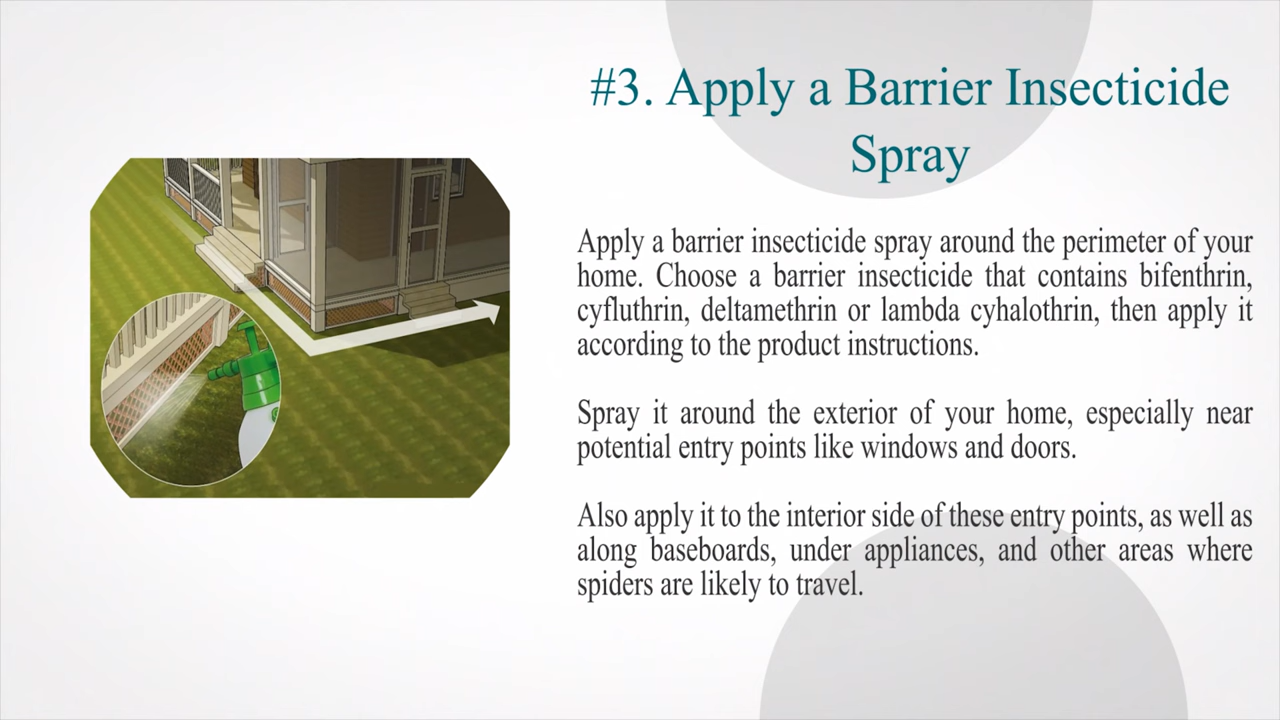 #3. Apply a Barrier Insecticide
Spray
Apply a barrier insecticide spray around the perimeter of your
home. Choose a barrier insecticide that contains bifenthrin,
cyfluthrin, deltamethrin or lambda cyhalothrin, then apply it
according to the product instructions.
Spray it around the exterior of your home, especially near
potential entry points like windows and doors.
Also apply it to the interior side of these entry points, as well as
along baseboards, under appliances, and other areas where
spiders are likely to travel.